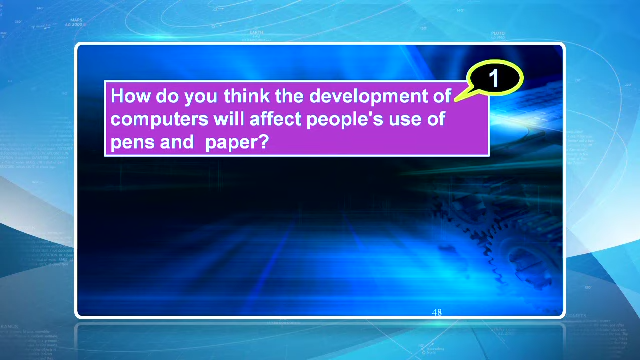 1
How do you think the development of
computers will affect people's use of
pens and  paper?
48